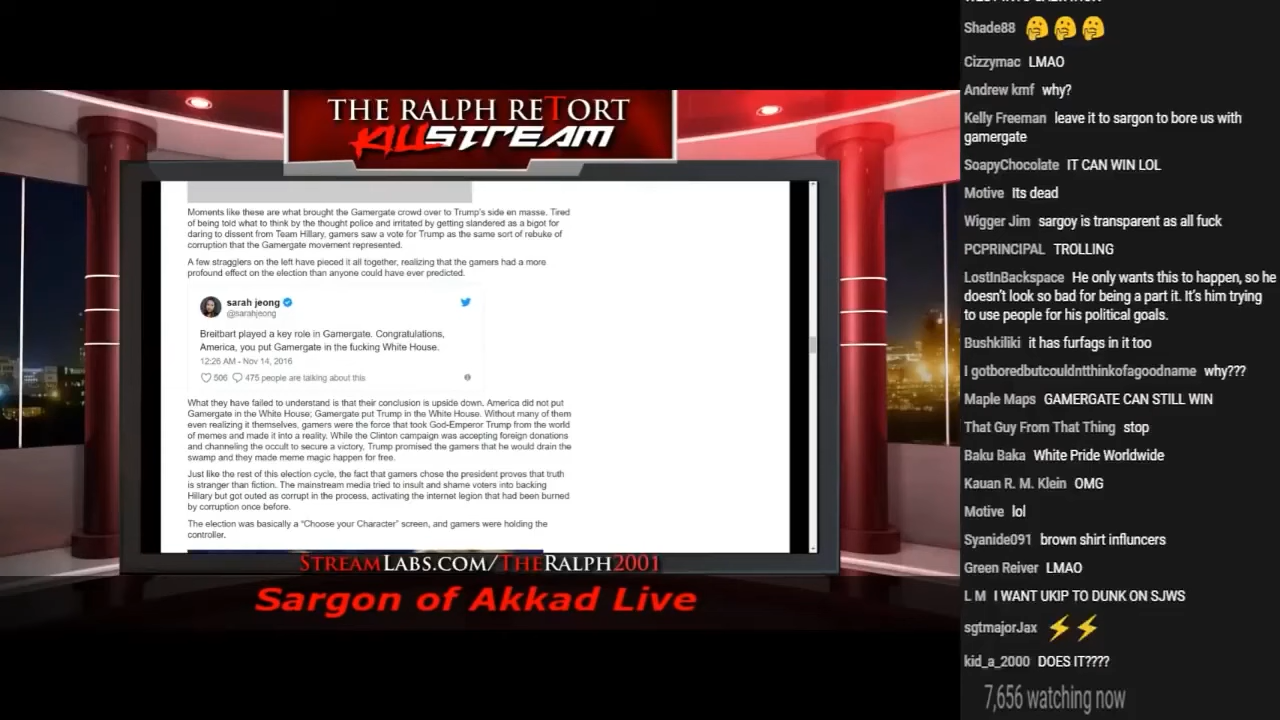 THE RALPH RETORT
KILLSTREAM
Moments like these are what brought the Gamergate crowd over to Trump's side en masse. Tired
of being told what to think by the thought police and irritated by getting slandered as a bigot for
daring to dissent from Team Hillary, gamers saw a vote for Trump as the same sort of rebuke of
corruption that the Gamergate movement represented.
A few stragglers on the left have pieced it all together, realizing that the gamers had a more
profound effect on the election than anyone could have ever predicted.
sarah jeong
@sarahjeong
Breitbart played a key role in Gamergate. Congratulations,
America, you put Gamergate in the fucking White House.
12:26 AM - Nov 14, 2016
506 475 people are talking about this
What they have failed to understand is that their conclusion is upside down. America did not put
Gamergate in the White House; Gamergate put Trump in the White House. Without many of them
even realizing it themselves, gamers were the force that took God-Emperor Trump from the world
of memes and made it into a reality. While the Clinton campaign was accepting foreign donations
and channeling the occult to secure a victory, Trump promised the gamers that he would drain the
swamp and they made meme magic happen for free.
Just like the rest of this election cycle, the fact that gamers chose the president proves that truth
is stranger than fiction. The mainstream media tried to insult and shame voters into backing
Hillary but got outed as corrupt in the process, activating the internet legion that had been burned
by corruption once before.
The election was basically a "Choose your Character" screen, and gamers were holding the
controller.
STREAMLABS.COM/THERALPH2001
Sargon of Akkad Live
Shade88 🤔 🤔 🤔
Cizzymac LMAO
Andrew kmf why?
Kelly Freeman leave it to sargon to bore us with
gamergate
SoapyChocolate IT CAN WIN LOL
Motive Its dead
Wigger Jim sargoy is transparent as all fuck
PCPRINCIPAL TROLLING
LostInBackspace He only wants this to happen, so he
doesn't look so bad for being a part it. It's him trying
to use people for his political goals.
Bushkiliki it has furfags in it too
I gotboredbutcouldntthinkofagoodname why???
Maple Maps GAMERGATE CAN STILL WIN
That Guy From That Thing stop
Baku Baka White Pride Worldwide
Kauan R. M. Klein OMG
Motive lol
Syanide091 brown shirt influncers
Green Reiver LMAO
L M I WANT UKIP TO DUNK ON SJWS
sgtmajorJax ⚡⚡
kid_a_2000 DOES IT????
7,656 watching now